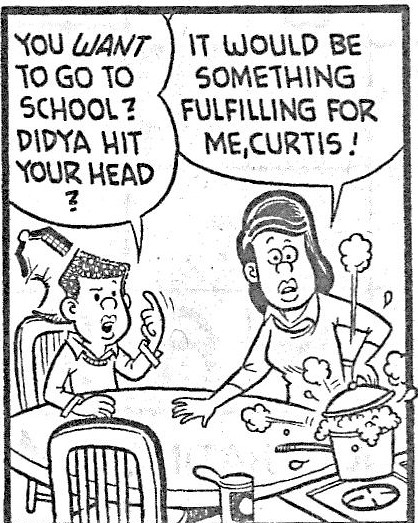 YOU WANT
TO GO TO
SCHOOL?
DIDYA HIT
YOUR HEAD
?
IT WOULD BE
SOMETHING
FULFILLING FOR
ME, CURTIS!